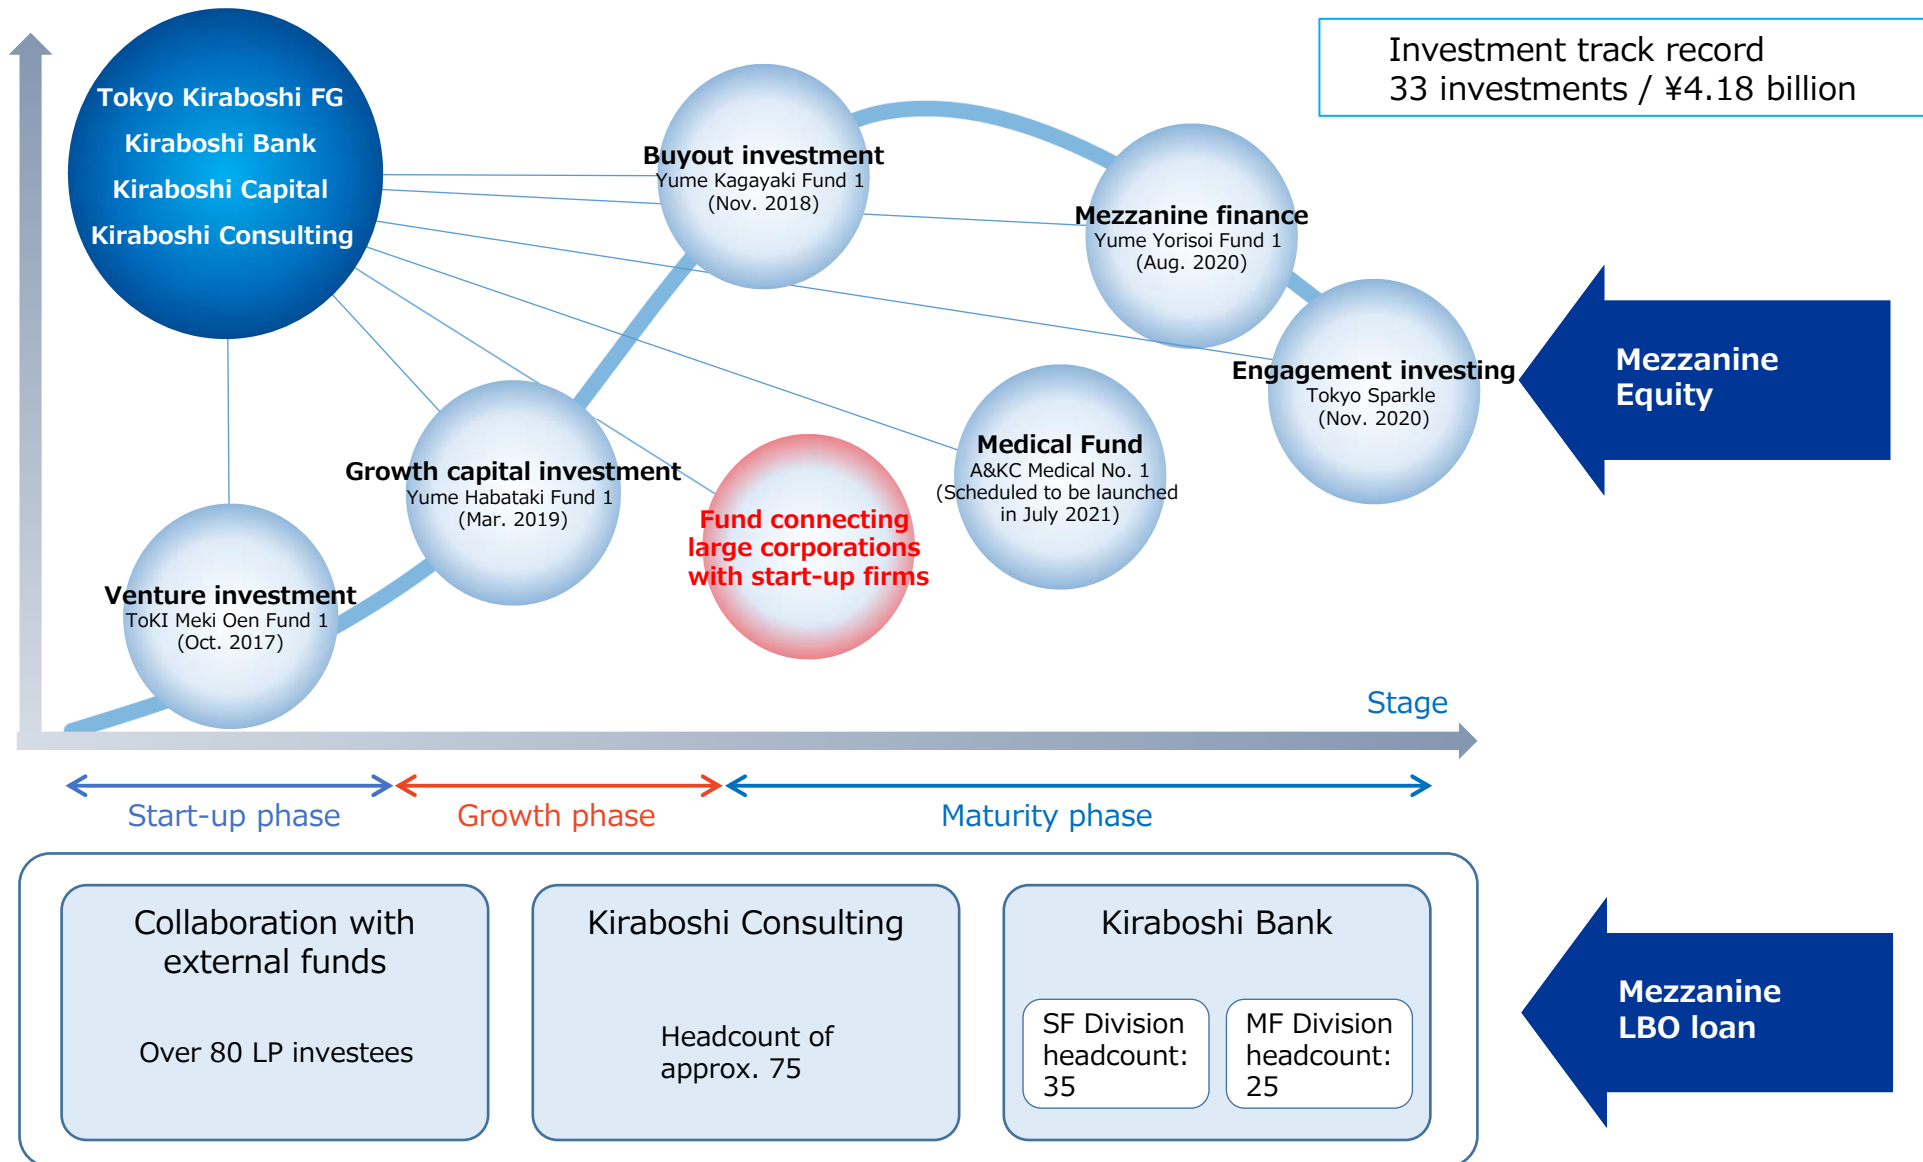 Tokyo Kiraboshi FG
Kiraboshi Bank
Kiraboshi Capital
Kiraboshi Consulting
Investment track record
33 investments / ¥4.18 billion
Buyout investment
Yume Kagayaki Fund 1
(Nov. 2018)
Mezzanine finance
Yume Yorisoi Fund 1
(Aug. 2020)
Engagement investing
Tokyo Sparkle
(Nov. 2020)
Mezzanine
Equity
Growth capital investment
Yume Habataki Fund 1
(Mar. 2019)
Medical Fund
A&KC Medical No. 1
(Scheduled to be launched
in July 2021)
Fund connecting
large corporations
with start-up firms
Venture investment
ToKI Meki Oen Fund 1
(Oct. 2017)
Stage
Start-up phase
Growth phase
Maturity phase
Collaboration with
external funds
Over 80 LP investees
Kiraboshi Consulting
Headcount of
approx. 75
Kiraboshi Bank
SF Division
headcount:
35
MF Division
headcount:
25
Mezzanine
LBO loan